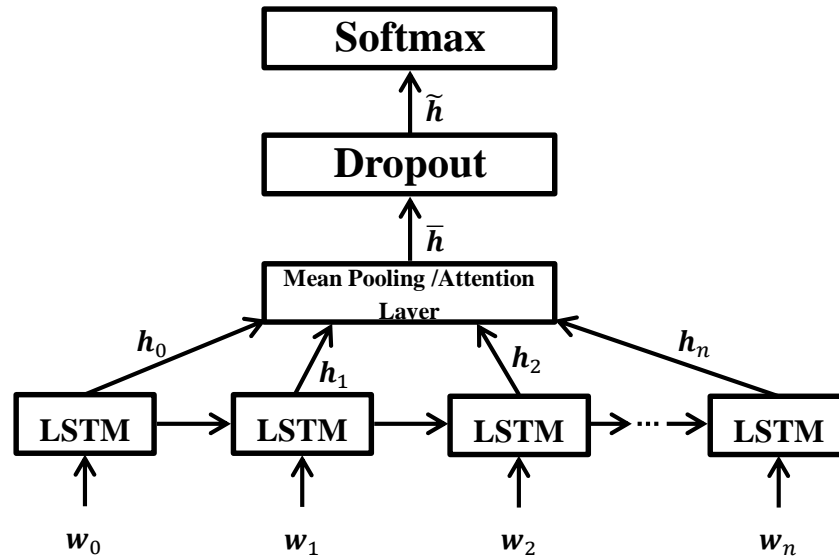 Softmax
h̃
Dropout
h̅
Mean Pooling /Attention
Layer
h₀ h₁ h₂ hₙ
LSTM LSTM LSTM ... LSTM
w₀ w₁ w₂ wₙ